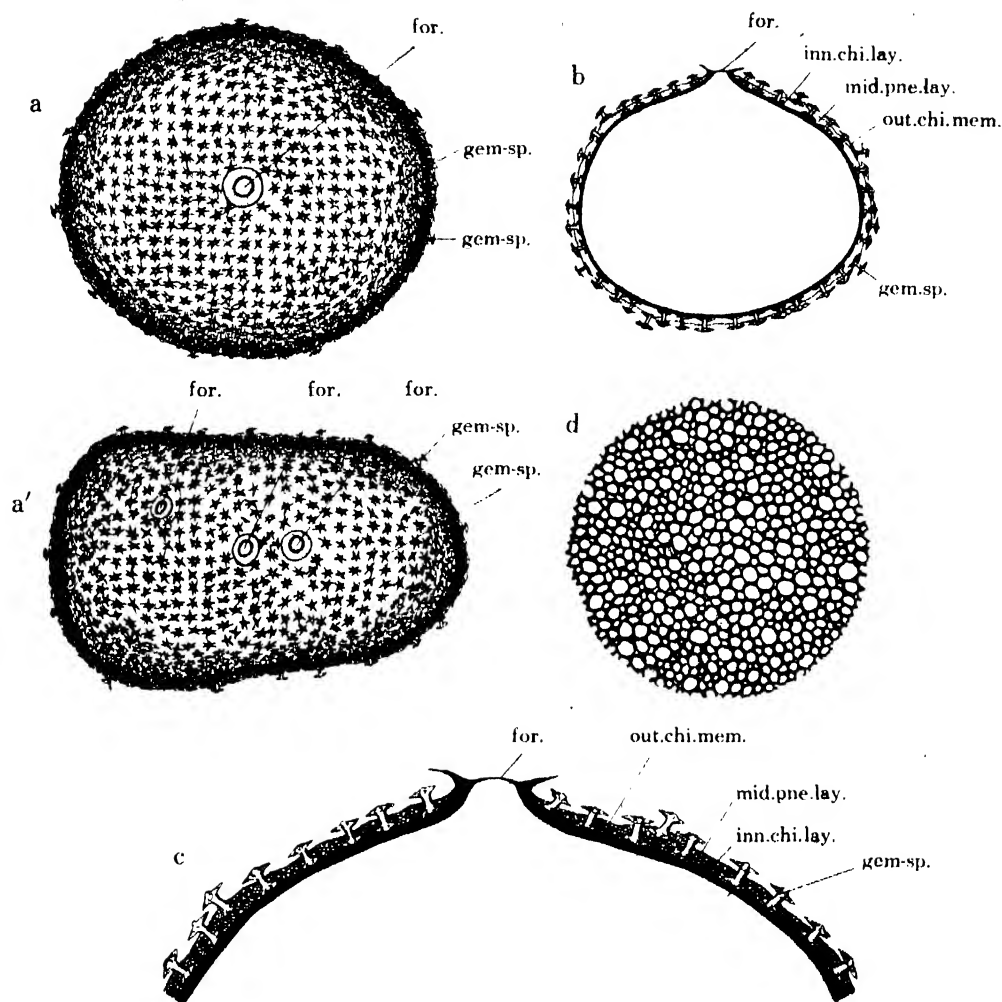 for.
a
gem-sp.
gem-sp.
for.
b
inn.chi.lay.
mid.pne.lay.
out.chi.mem.
gem.sp.
for. for. for.
a'
gem-sp.
gem-sp.
d
for.
out.chi.mem.
mid.pne.lay.
inn.chi.lay.
c
gem-sp.